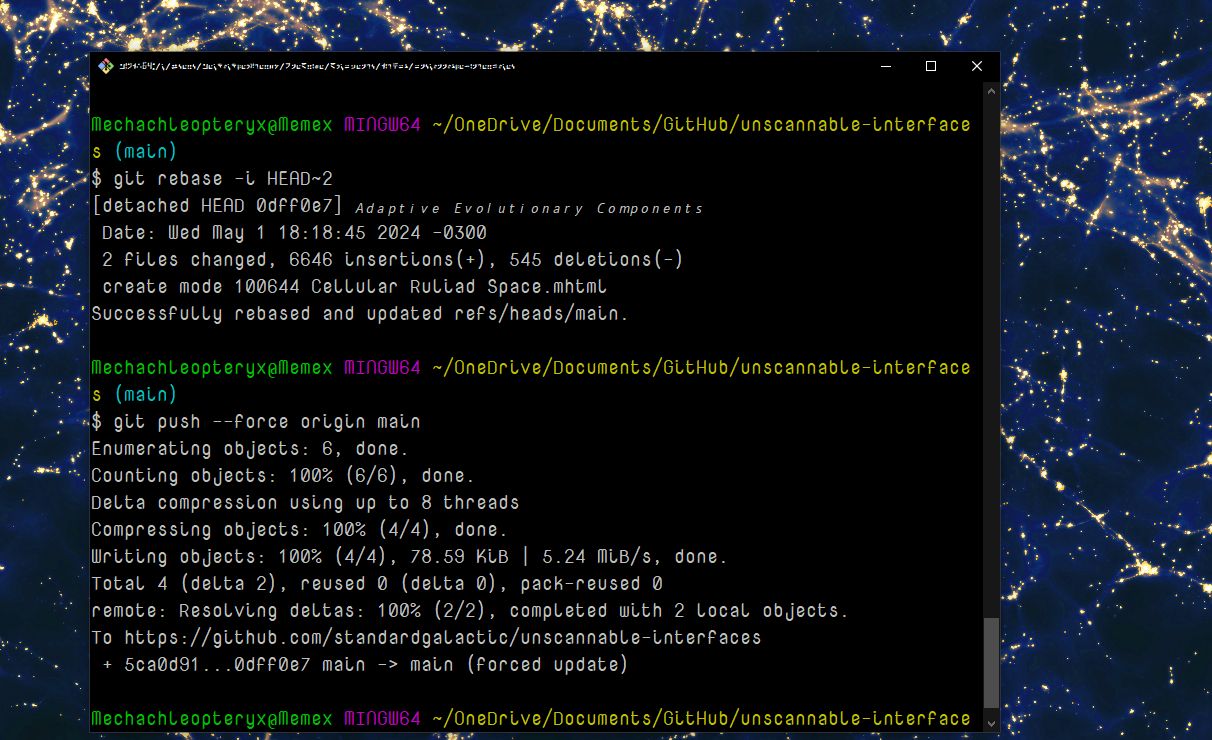 Mechachleopteryx@Memex MINGW64 ~/OneDrive/Documents/GitHub/unscannable-interface
s (main)
$ git rebase -i HEAD~2
[detached HEAD 0dff0e7] Adaptive Evolutionary Components
Date: Wed May 1 18:18:45 2024 -0300
2 files changed, 6646 insertions(+), 545 deletions(-)
create mode 100644 Cellular Ruliad Space.mhtml
Successfully rebased and updated refs/heads/main.
Mechachleopteryx@Memex MINGW64 ~/OneDrive/Documents/GitHub/unscannable-interface
s (main)
$ git push --force origin main
Enumerating objects: 6, done.
Counting objects: 100% (6/6), done.
Delta compression using up to 8 threads
Compressing objects: 100% (4/4), done.
Writing objects: 100% (4/4), 78.59 KiB | 5.24 MiB/s, done.
Total 4 (delta 2), reused 0 (delta 0), pack-reused 0
remote: Resolving deltas: 100% (2/2), completed with 2 local objects.
To https://github.com/standardgalactic/unscannable-interfaces
+ 5ca0d91...0dff0e7 main -> main (forced update)
Mechachleopteryx@Memex MINGW64 ~/OneDrive/Documents/GitHub/unscannable-interface